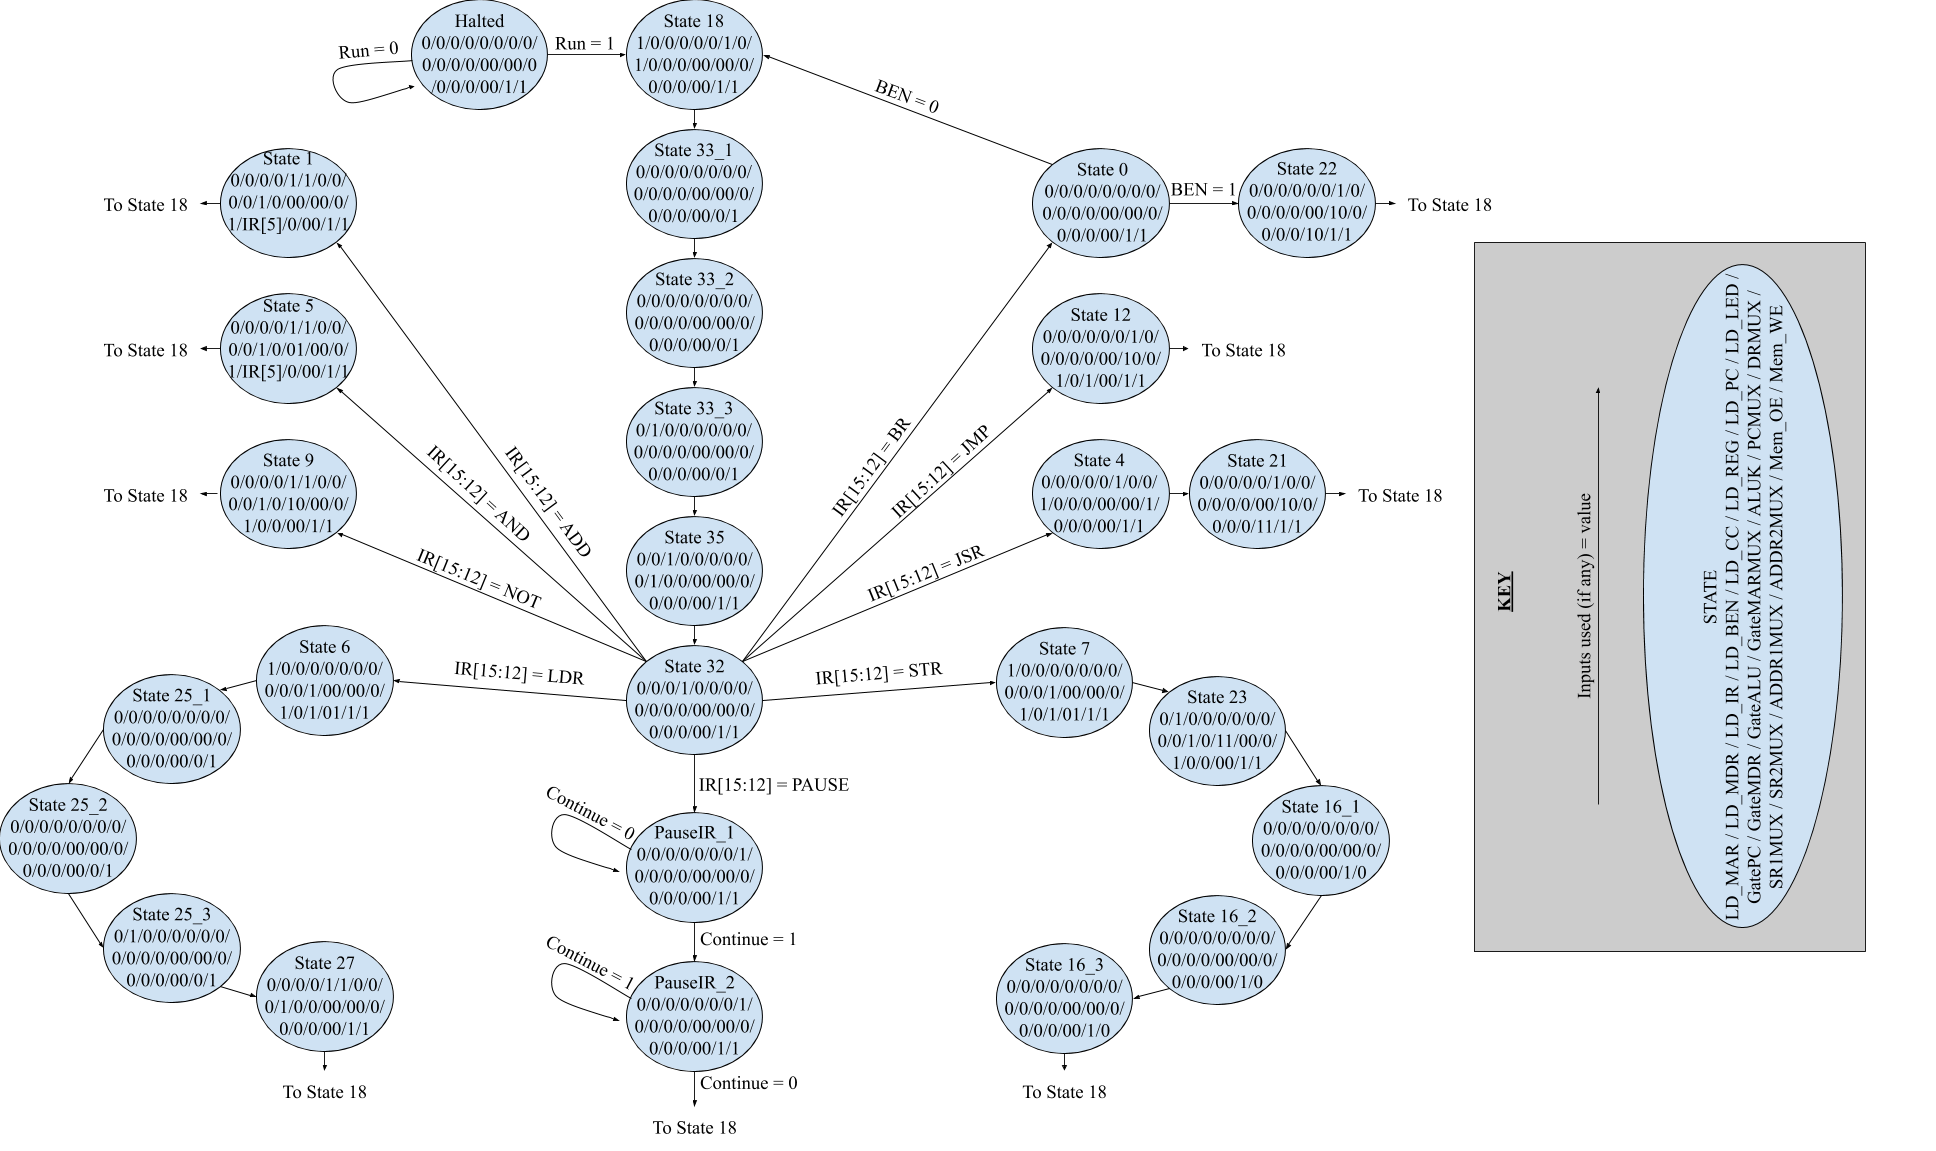 Halted
0/0/0/0/0/0/0/0/
0/0/0/0/00/00/0
/0/0/0/00/1/1
Run = 0
Run = 1
State 18
1/0/0/0/0/0/1/0/
1/0/0/0/00/00/0/
0/0/0/00/1/1
State 33_1
0/0/0/0/0/0/0/0/
0/0/0/0/00/00/0/
0/0/0/00/0/1
State 33_2
0/0/0/0/0/0/0/0/
0/0/0/0/00/00/0/
0/0/0/00/0/1
State 33_3
0/1/0/0/0/0/0/0/
0/0/0/0/00/00/0/
0/0/0/00/0/1
State 35
0/0/1/0/0/0/0/0/
0/1/0/0/00/00/0/
0/0/0/00/1/1
State 32
0/0/0/1/0/0/0/0/
0/0/0/0/00/00/0/
0/0/0/00/1/1
IR[15:12] = ADD
State 1
0/0/0/0/1/1/0/0/
0/0/1/0/00/00/0/
1/IR[5]/0/00/1/1
To State 18
IR[15:12] = AND
State 5
0/0/0/0/1/1/0/0/
0/0/1/0/01/00/0/
1/IR[5]/0/00/1/1
To State 18
IR[15:12] = NOT
State 9
0/0/0/0/1/1/0/0/
0/0/1/0/10/00/0/
1/0/0/00/1/1
To State 18
IR[15:12] = LDR
State 6
1/0/0/0/0/0/0/0/
0/0/0/1/00/00/0/
1/0/1/01/1/1
State 25_1
0/0/0/0/0/0/0/0/
0/0/0/0/00/00/0/
0/0/0/00/0/1
State 25_2
0/0/0/0/0/0/0/0/
0/0/0/0/00/00/0/
0/0/0/00/0/1
State 25_3
0/1/0/0/0/0/0/0/
0/0/0/0/00/00/0/
0/0/0/00/0/1
State 27
0/0/0/0/1/1/0/0/
0/1/0/0/00/00/0/
0/0/0/00/1/1
To State 18
IR[15:12] = PAUSE
Continue = 0
PauseIR_1
0/0/0/0/0/0/0/1/
0/0/0/0/00/00/0/
0/0/0/00/1/1
Continue = 1
Continue = 1
PauseIR_2
0/0/0/0/0/0/0/1/
0/0/0/0/00/00/0/
0/0/0/00/1/1
Continue = 0
To State 18
IR[15:12] = BR
State 0
0/0/0/0/0/0/0/0/
0/0/0/0/00/00/0/
0/0/0/00/1/1
BEN = 0
BEN = 1
State 22
0/0/0/0/0/0/1/0/
0/0/0/0/00/10/0/
0/0/0/10/1/1
To State 18
IR[15:12] = JMP
State 12
0/0/0/0/0/0/1/0/
0/0/0/0/00/10/0/
1/0/1/00/1/1
To State 18
IR[15:12] = JSR
State 4
0/0/0/0/0/1/0/0/
1/0/0/0/00/00/1/
0/0/0/00/1/1
State 21
0/0/0/0/0/1/0/0/
0/0/0/0/00/10/0/
0/0/0/11/1/1
To State 18
IR[15:12] = STR
State 7
1/0/0/0/0/0/0/0/
0/0/0/1/00/00/0/
1/0/1/01/1/1
State 23
0/1/0/0/0/0/0/0/
0/0/1/0/11/00/0/
1/0/0/00/1/1
State 16_1
0/0/0/0/0/0/0/0/
0/0/0/0/00/00/0/
0/0/0/00/1/0
State 16_2
0/0/0/0/0/0/0/0/
0/0/0/0/00/00/0/
0/0/0/00/1/0
State 16_3
0/0/0/0/0/0/0/0/
0/0/0/0/00/00/0/
0/0/0/00/1/0
To State 18
KEY
Inputs used (if any) = value
STATE
LD_MAR / LD_MDR / LD_IR / LD_BEN / LD_CC / LD_REG / LD_PC / LD_LED /
GatePC / GateMDR / GateALU / GateMARMUX / ALUK / PCMUX / DRMUX /
SR1MUX / SR2MUX / ADDR1MUX / ADDR2MUX / Mem_OE / Mem_WE